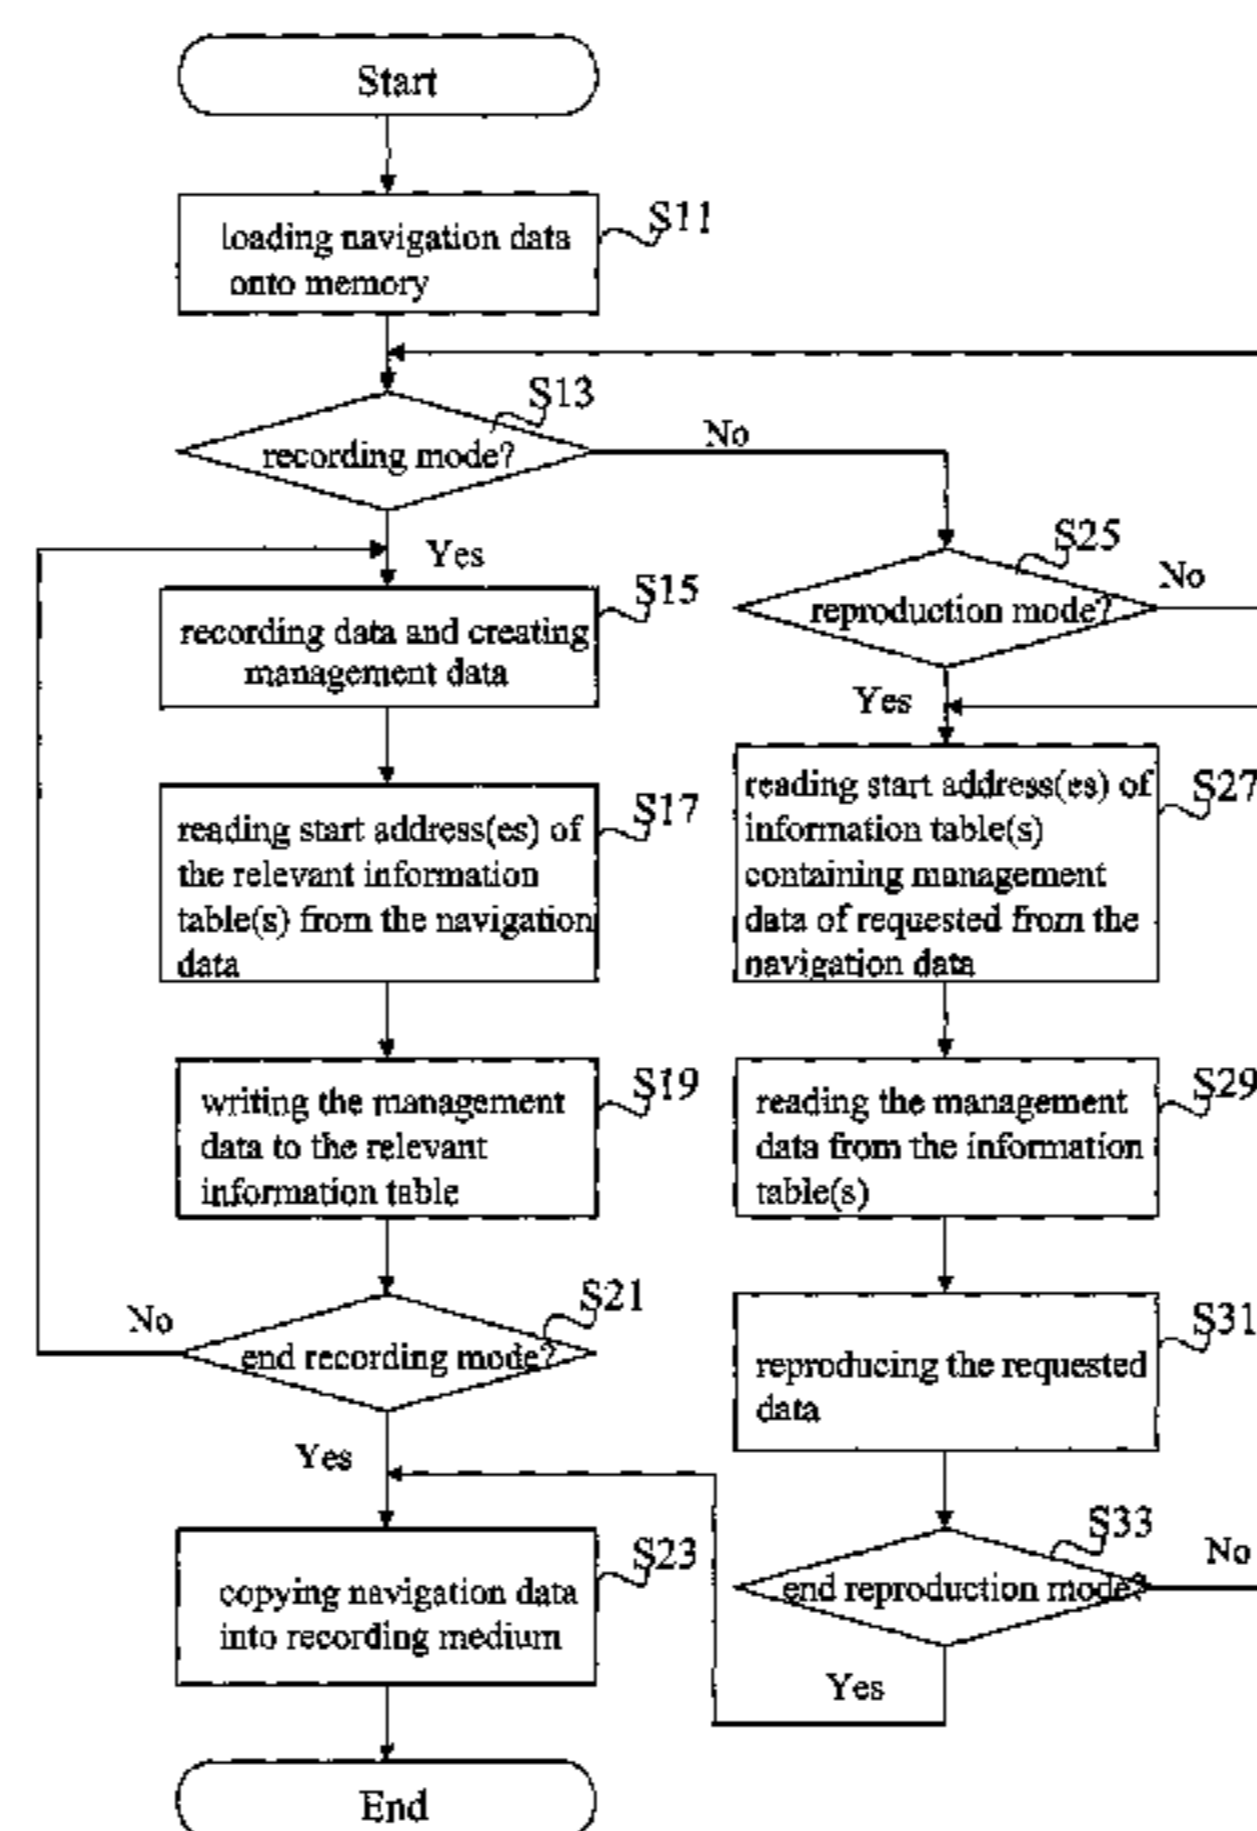 Start
loading navigation data
onto memory
S11
S13
recording mode?
No
Yes
S15
recording data and creating
management data
S17
reading start address(es) of
the relevant information
table(s) from the navigation
data
S19
writing the management
data to the relevant
information table
S21
end recording mode?
No
Yes
S23
copying navigation data
into recording medium
End
S25
reproduction mode?
No
Yes
S27
reading start address(es) of
information table(s)
containing management
data of requested from the
navigation data
S29
reading the management
data from the information
table(s)
S31
reproducing the requested
data
S33
end reproduction mode?
No
Yes